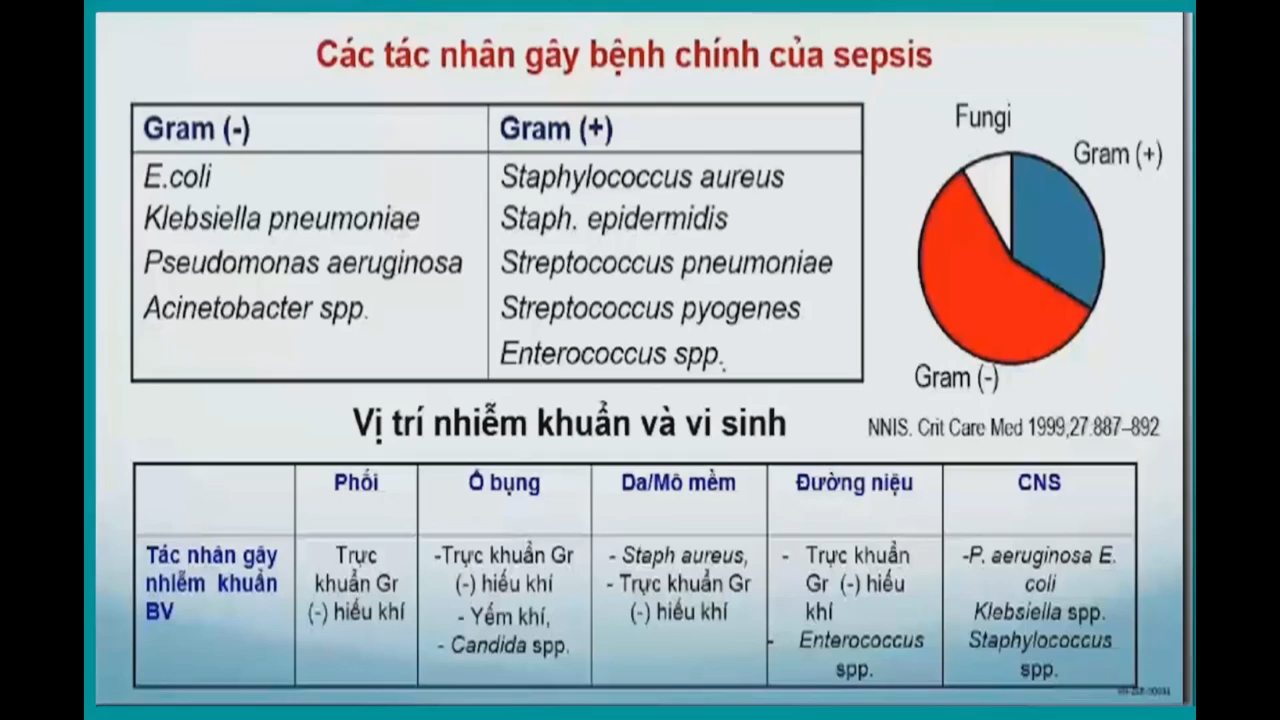 Các tác nhân gây bệnh chính của sepsis
Gram (-)
Gram (+)
E.coli
Staphylococcus aureus
Klebsiella pneumoniae
Staph. epidermidis
Pseudomonas aeruginosa
Streptococcus pneumoniae
Acinetobacter spp.
Streptococcus pyogenes
Enterococcus spp.
Fungi
Gram (+)
Gram (-)
NNIS. Crit Care Med 1999,27:887–892
Vị trí nhiễm khuẩn và vi sinh
Phổi
Ổ bụng
Da/Mô mềm
Đường niệu
CNS
Tác nhân gây
nhiễm khuẩn
BV
Trực
khuẩn Gr
(-) hiếu khí
-Trực khuẩn Gr
(-) hiếu khí
- Yếm khí,
- Candida spp.
- Staph aureus,
- Trực khuẩn Gr
(-) hiếu khí
- Trực khuẩn
Gr (-) hiếu
khí
- Enterococcus
spp.
-P. aeruginosa E.
coli
Klebsiella spp.
Staphylococcus
spp.